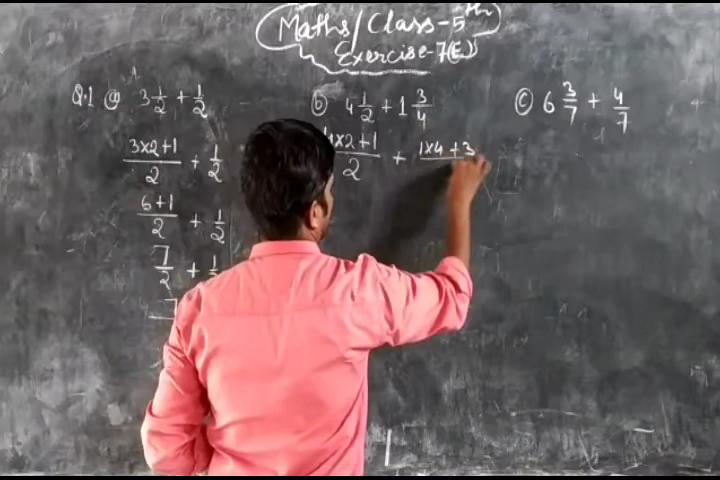 Maths/Class-5th
Exercise-7(E)
Q.1 (a) 3 1/2 + 1/2
(b) 4 1/2 + 1 3/4
(c) 6 3/7 + 4/7
3×2+1/2 + 1/2
4×2+1/2 + 1×4+3
6+1/2 + 1/2
7/2 + 1/2
7